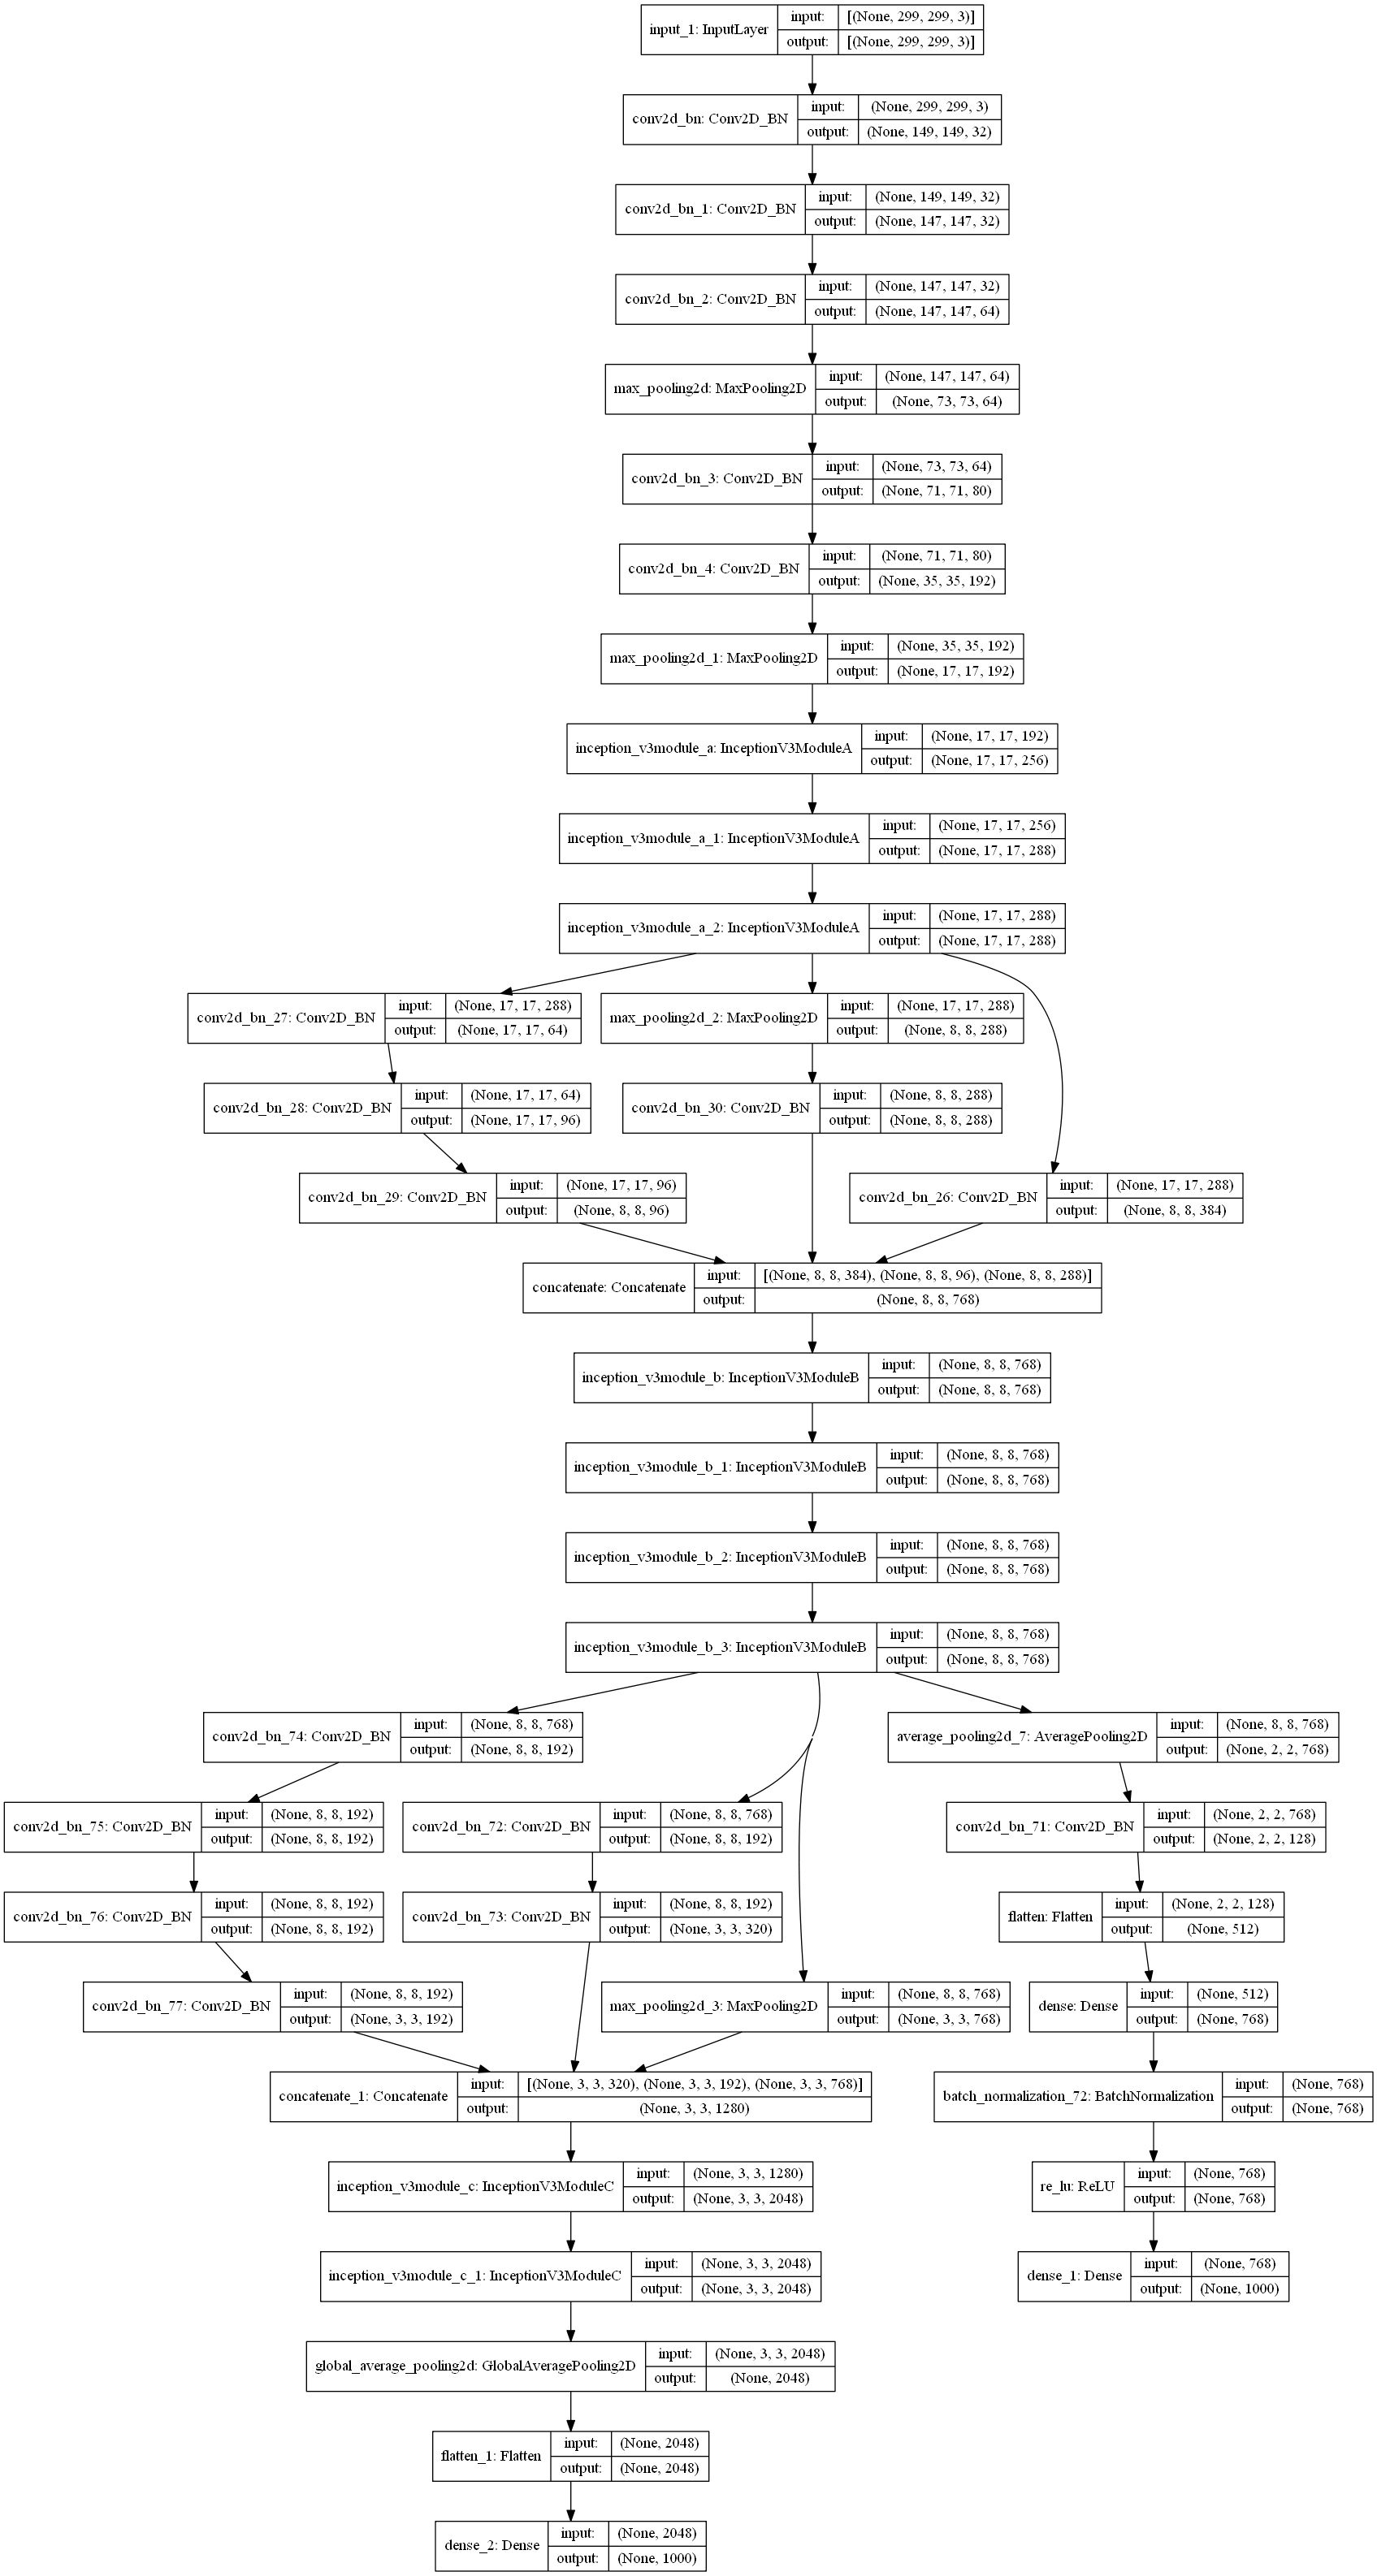 input_1: InputLayer
input: [(None, 299, 299, 3)]
output: [(None, 299, 299, 3)]
conv2d_bn: Conv2D_BN
input: (None, 299, 299, 3)
output: (None, 149, 149, 32)
conv2d_bn_1: Conv2D_BN
input: (None, 149, 149, 32)
output: (None, 147, 147, 32)
conv2d_bn_2: Conv2D_BN
input: (None, 147, 147, 32)
output: (None, 147, 147, 64)
max_pooling2d: MaxPooling2D
input: (None, 147, 147, 64)
output: (None, 73, 73, 64)
conv2d_bn_3: Conv2D_BN
input: (None, 73, 73, 64)
output: (None, 71, 71, 80)
conv2d_bn_4: Conv2D_BN
input: (None, 71, 71, 80)
output: (None, 35, 35, 192)
max_pooling2d_1: MaxPooling2D
input: (None, 35, 35, 192)
output: (None, 17, 17, 192)
inception_v3module_a: InceptionV3ModuleA
input: (None, 17, 17, 192)
output: (None, 17, 17, 256)
inception_v3module_a_1: InceptionV3ModuleA
input: (None, 17, 17, 256)
output: (None, 17, 17, 288)
inception_v3module_a_2: InceptionV3ModuleA
input: (None, 17, 17, 288)
output: (None, 17, 17, 288)
conv2d_bn_27: Conv2D_BN
input: (None, 17, 17, 288)
output: (None, 17, 17, 64)
max_pooling2d_2: MaxPooling2D
input: (None, 17, 17, 288)
output: (None, 8, 8, 288)
conv2d_bn_28: Conv2D_BN
input: (None, 17, 17, 64)
output: (None, 17, 17, 96)
conv2d_bn_30: Conv2D_BN
input: (None, 8, 8, 288)
output: (None, 8, 8, 288)
conv2d_bn_29: Conv2D_BN
input: (None, 17, 17, 96)
output: (None, 8, 8, 96)
conv2d_bn_26: Conv2D_BN
input: (None, 17, 17, 288)
output: (None, 8, 8, 384)
concatenate: Concatenate
input: [(None, 8, 8, 384), (None, 8, 8, 96), (None, 8, 8, 288)]
output: (None, 8, 8, 768)
inception_v3module_b: InceptionV3ModuleB
input: (None, 8, 8, 768)
output: (None, 8, 8, 768)
inception_v3module_b_1: InceptionV3ModuleB
input: (None, 8, 8, 768)
output: (None, 8, 8, 768)
inception_v3module_b_2: InceptionV3ModuleB
input: (None, 8, 8, 768)
output: (None, 8, 8, 768)
inception_v3module_b_3: InceptionV3ModuleB
input: (None, 8, 8, 768)
output: (None, 8, 8, 768)
conv2d_bn_74: Conv2D_BN
input: (None, 8, 8, 768)
output: (None, 8, 8, 192)
average_pooling2d_7: AveragePooling2D
input: (None, 8, 8, 768)
output: (None, 2, 2, 768)
conv2d_bn_75: Conv2D_BN
input: (None, 8, 8, 192)
output: (None, 8, 8, 192)
conv2d_bn_72: Conv2D_BN
input: (None, 8, 8, 768)
output: (None, 8, 8, 192)
conv2d_bn_71: Conv2D_BN
input: (None, 2, 2, 768)
output: (None, 2, 2, 128)
conv2d_bn_76: Conv2D_BN
input: (None, 8, 8, 192)
output: (None, 8, 8, 192)
conv2d_bn_73: Conv2D_BN
input: (None, 8, 8, 192)
output: (None, 3, 3, 320)
flatten: Flatten
input: (None, 2, 2, 128)
output: (None, 512)
conv2d_bn_77: Conv2D_BN
input: (None, 8, 8, 192)
output: (None, 3, 3, 192)
max_pooling2d_3: MaxPooling2D
input: (None, 8, 8, 768)
output: (None, 3, 3, 768)
dense: Dense
input: (None, 512)
output: (None, 768)
concatenate_1: Concatenate
input: [(None, 3, 3, 320), (None, 3, 3, 192), (None, 3, 3, 768)]
output: (None, 3, 3, 1280)
batch_normalization_72: BatchNormalization
input: (None, 768)
output: (None, 768)
inception_v3module_c: InceptionV3ModuleC
input: (None, 3, 3, 1280)
output: (None, 3, 3, 2048)
re_lu: ReLU
input: (None, 768)
output: (None, 768)
inception_v3module_c_1: InceptionV3ModuleC
input: (None, 3, 3, 2048)
output: (None, 3, 3, 2048)
dense_1: Dense
input: (None, 768)
output: (None, 1000)
global_average_pooling2d: GlobalAveragePooling2D
input: (None, 3, 3, 2048)
output: (None, 2048)
flatten_1: Flatten
input: (None, 2048)
output: (None, 2048)
dense_2: Dense
input: (None, 2048)
output: (None, 1000)